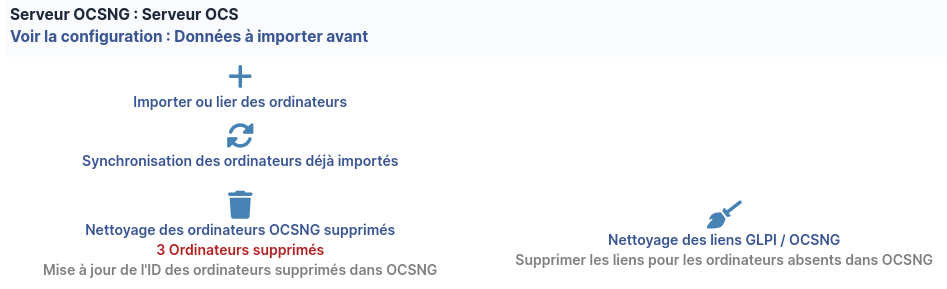 Serveur OCSNG : Serveur OCS
Voir la configuration : Données à importer avant
Importer ou lier des ordinateurs
Synchronisation des ordinateurs déjà importés
Nettoyage des ordinateurs OCSNG supprimés
3 Ordinateurs supprimés
Mise à jour de l'ID des ordinateurs supprimés dans OCSNG
Nettoyage des liens GLPI / OCSNG
Supprimer les liens pour les ordinateurs absents dans OCSNG